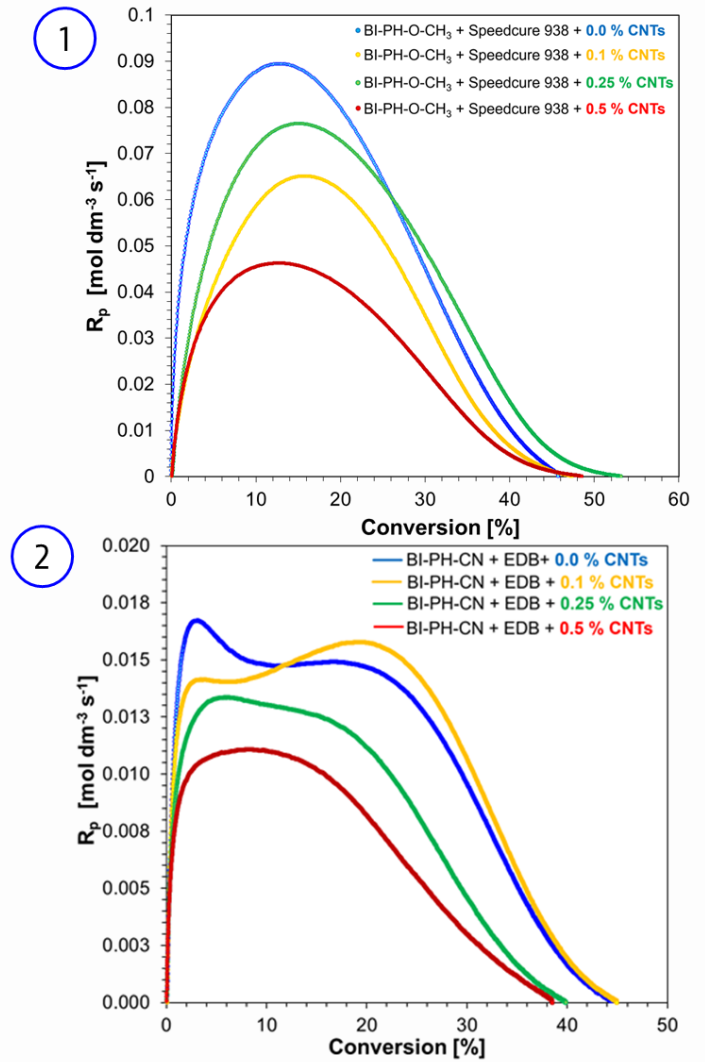 1
0.1
0.09
0.08
0.07
0.06
0.05
0.04
0.03
0.02
0.01
0
Rp [mol dm-3 s-1]
BI-PH-O-CH3 + Speedcure 938 + 0.0 % CNTs
BI-PH-O-CH3 + Speedcure 938 + 0.1 % CNTs
BI-PH-O-CH3 + Speedcure 938 + 0.25 % CNTs
BI-PH-O-CH3 + Speedcure 938 + 0.5 % CNTs
0 10 20 30 40 50 60
Conversion [%]
2
0.020
0.018
0.015
0.013
0.010
0.008
0.005
0.003
0.000
Rp [mol dm-3 s-1]
BI-PH-CN + EDB+ 0.0 % CNTs
BI-PH-CN + EDB + 0.1 % CNTs
BI-PH-CN + EDB + 0.25 % CNTs
BI-PH-CN + EDB + 0.5 % CNTs
0 10 20 30 40 50
Conversion [%]